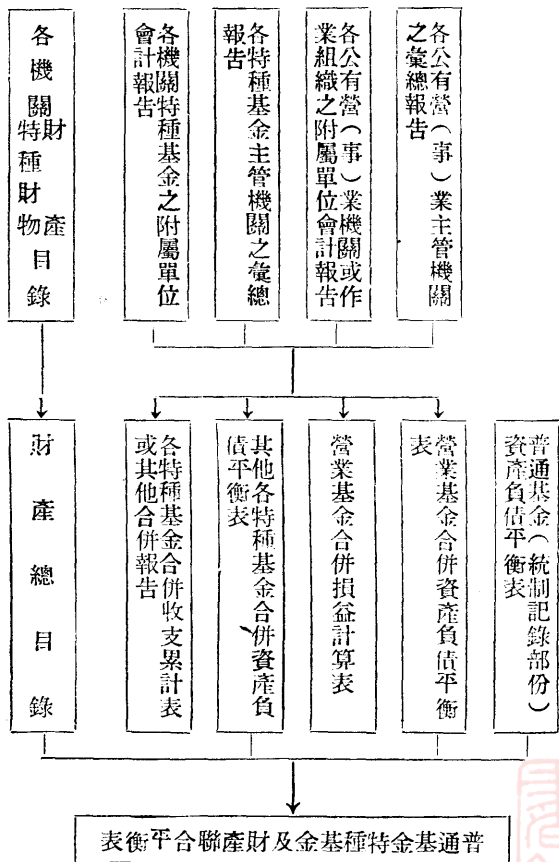 各公有營（事）業主管機關
之彙總報告
各公有營（事）業機關或作
業組織之附屬單位會計報告
各特種基金主管機關之彙總
報告
各機關特種基金之附屬單位
會計報告
各機關
財產
特種財物
目錄
普通基金（統制記錄部份）
資產負債平衡表
營業基金合併資產負債平衡
表
營業基金合併損益計算表
其他各特種基金合併資產負
債平衡表
各特種基金合併收支累計表
或其他合併報告
財產總目錄
普通基金特種基金及財產聯合平衡表